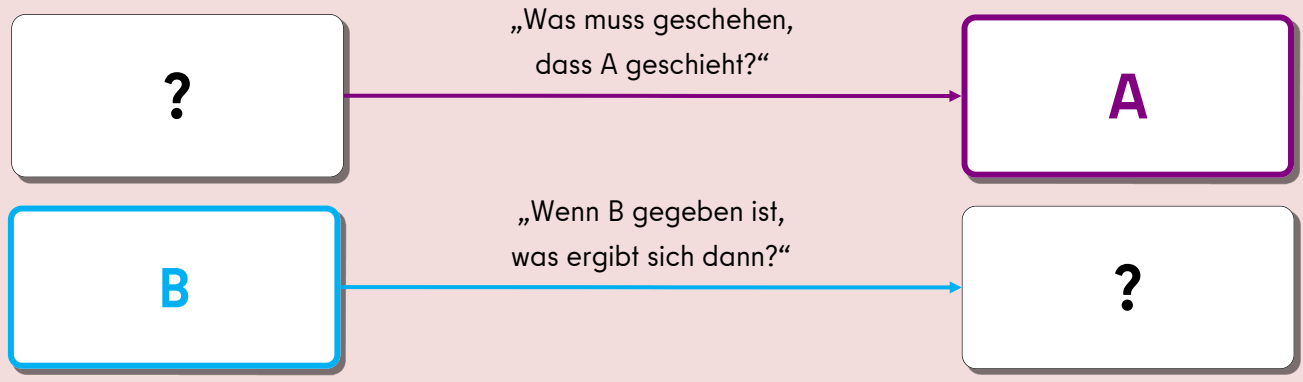 ?
„Was muss geschehen,
dass A geschieht?“
A
B
„Wenn B gegeben ist,
was ergibt sich dann?“
?